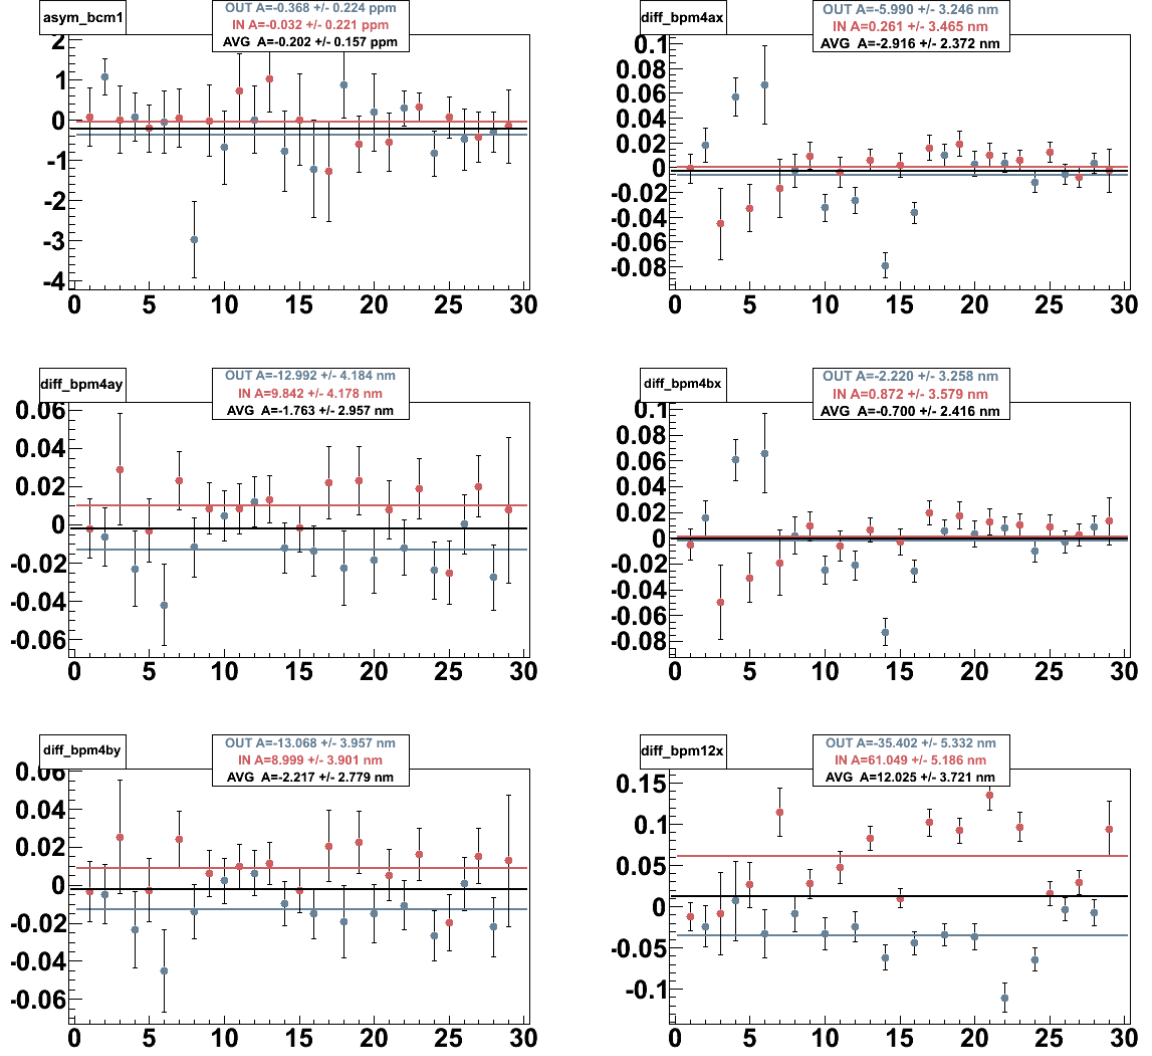 asym_bcm1
OUT A=-0.368 +/- 0.224 ppm
IN A=-0.032 +/- 0.221 ppm
AVG A=-0.202 +/- 0.157 ppm
2
1
0
-1
-2
-3
-4
0 5 10 15 20 25 30
diff_bpm4ax
OUT A=-5.990 +/- 3.246 nm
IN A=0.261 +/- 3.465 nm
AVG A=-2.916 +/- 2.372 nm
0.1
0.08
0.06
0.04
0.02
0
-0.02
-0.04
-0.06
-0.08
0 5 10 15 20 25 30
diff_bpm4ay
OUT A=-12.992 +/- 4.184 nm
IN A=9.842 +/- 4.178 nm
AVG A=-1.763 +/- 2.957 nm
0.06
0.04
0.02
0
-0.02
-0.04
-0.06
0 5 10 15 20 25 30
diff_bpm4bx
OUT A=-2.220 +/- 3.258 nm
IN A=0.872 +/- 3.579 nm
AVG A=-0.700 +/- 2.416 nm
0.1
0.08
0.06
0.04
0.02
0
-0.02
-0.04
-0.06
-0.08
0 5 10 15 20 25 30
diff_bpm4by
OUT A=-13.068 +/- 3.957 nm
IN A=8.999 +/- 3.901 nm
AVG A=-2.217 +/- 2.779 nm
0.06
0.04
0.02
0
-0.02
-0.04
-0.06
0 5 10 15 20 25 30
diff_bpm12x
OUT A=-35.402 +/- 5.332 nm
IN A=61.049 +/- 5.186 nm
AVG A=12.025 +/- 3.721 nm
0.15
0.1
0.05
0
-0.05
-0.1
0 5 10 15 20 25 30